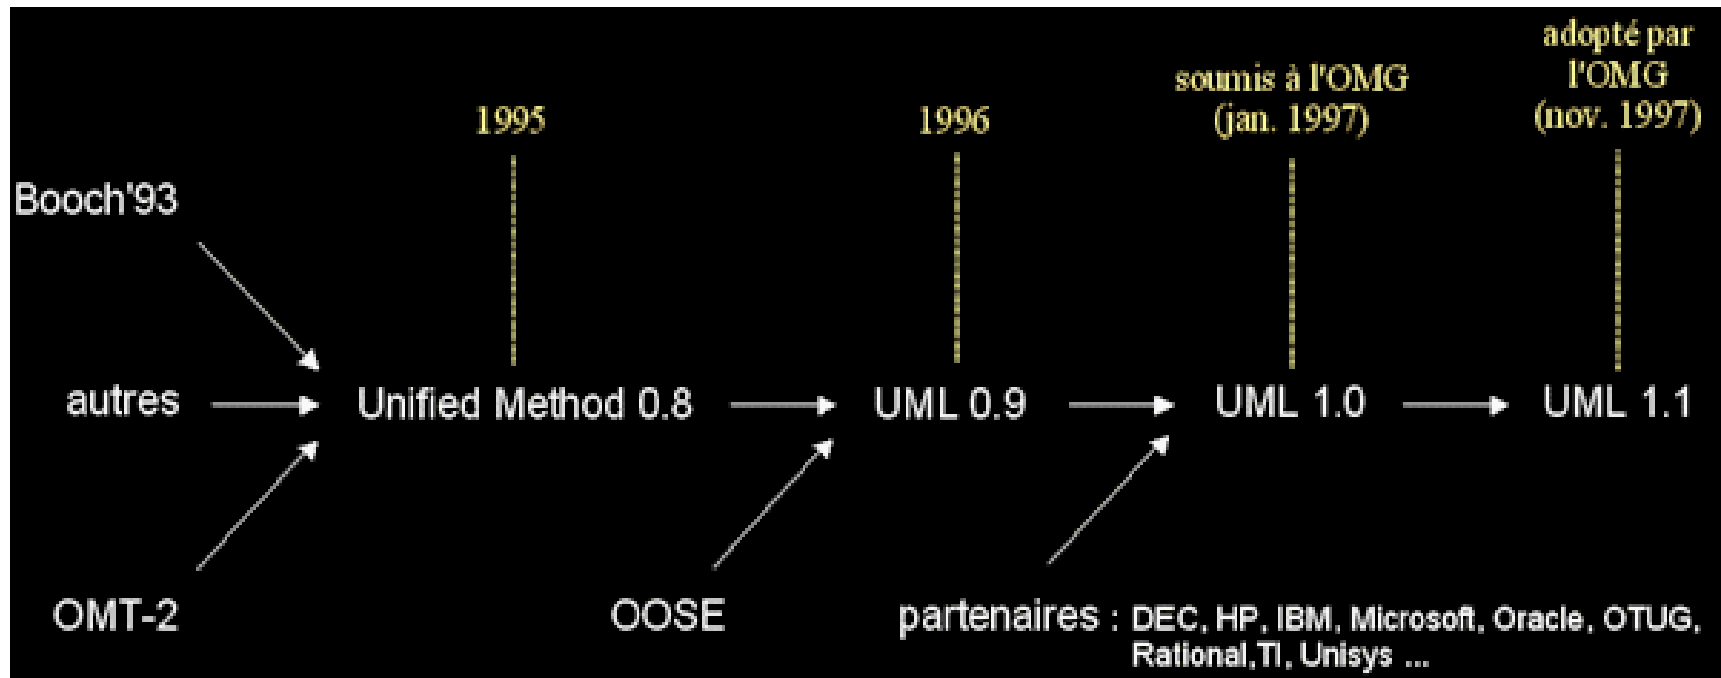 adopté par
l'OMG
(nov. 1997)
soumis à l'OMG
(jan. 1997)
1995
1996
Booch'93
autres
Unified Method 0.8
UML 0.9
UML 1.0
UML 1.1
OMT-2
OOSE
partenaires : DEC, HP, IBM, Microsoft, Oracle, OTUG,
Rational,TI, Unisys ...